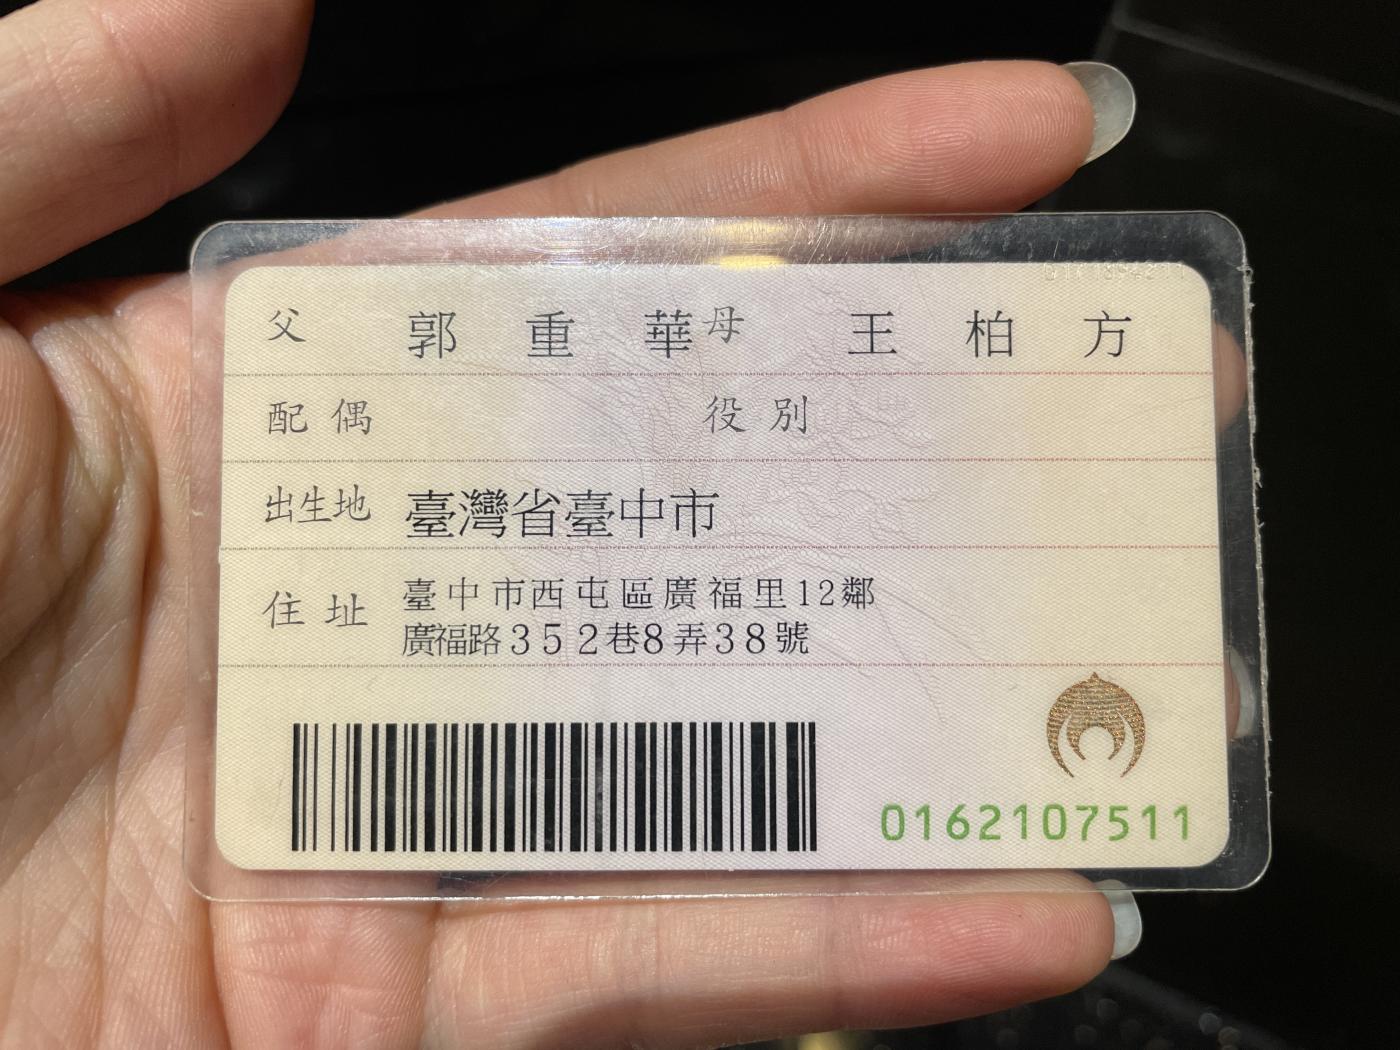 父 郭重華 母 王柏方
配偶 役別
出生地 臺灣省臺中市
住址 臺中市西屯區廣福里12鄰
廣福路352巷8弄38號
0162107511